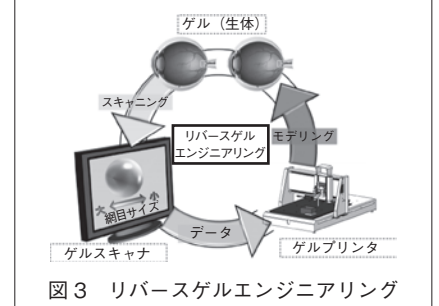 ゲル（生体）
スキャニング
リバースゲル
エンジニアリング
モデリング
大 小
網目サイズ
データ
ゲルスキャナ
ゲルプリンタ
図3 リバースゲルエンジニアリング